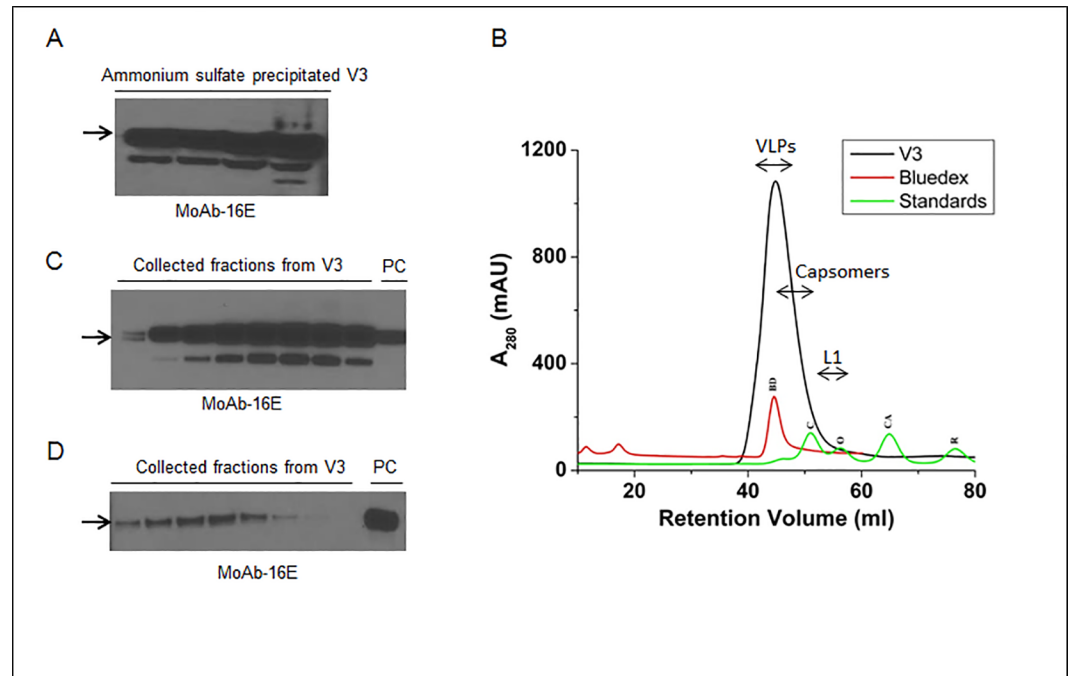 A
Ammonium sulfate precipitated V3
MoAb-16E
C
Collected fractions from V3 PC
MoAb-16E
D
Collected fractions from V3 PC
MoAb-16E
B
VLPs
Capsomers
L1
V3
Bluedex
Standards
BD
C
O
CA
R
1200
800
400
0
A280 (mAU)
20 40 60 80
Retention Volume (ml)